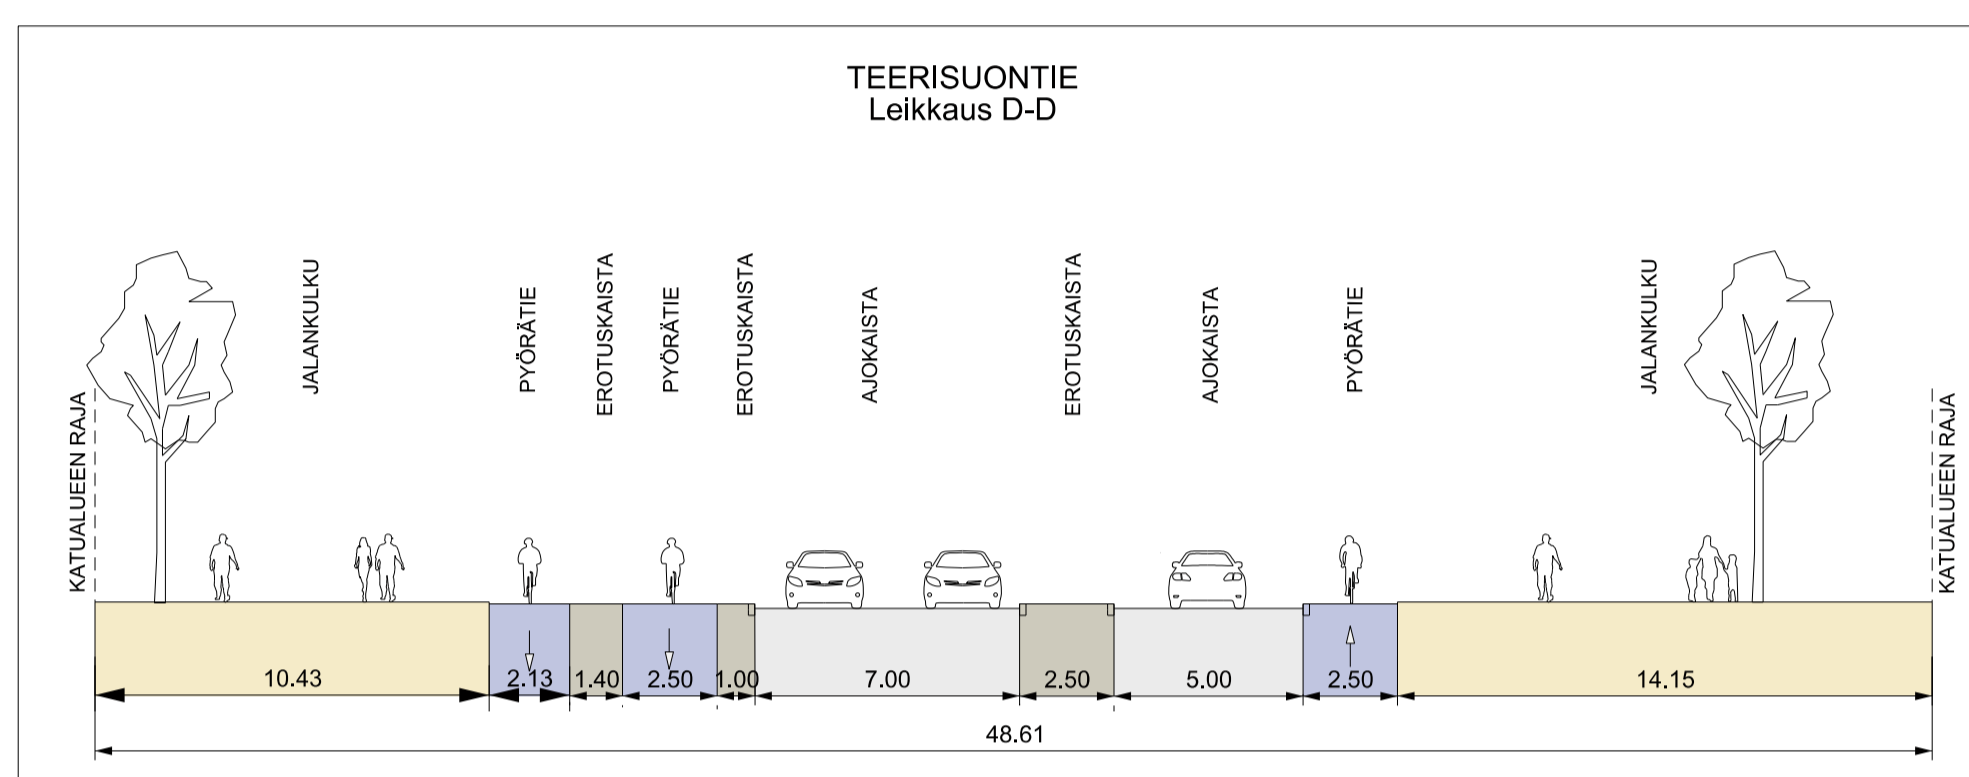 TEERISUONTIE
Leikkaus D-D
KATUALUEEN RAJA
JALANKULKU
PYÖRÄTIE
EROTUSKAISTA
PYÖRÄTIE
EROTUSKAISTA
AJOKAISTA
EROTUSKAISTA
AJOKAISTA
PYÖRÄTIE
JALANKULKU
KATUALUEEN RAJA
10.43 2.13 1.40 2.50 1.00 7.00 2.50 5.00 2.50 14.15
48.61